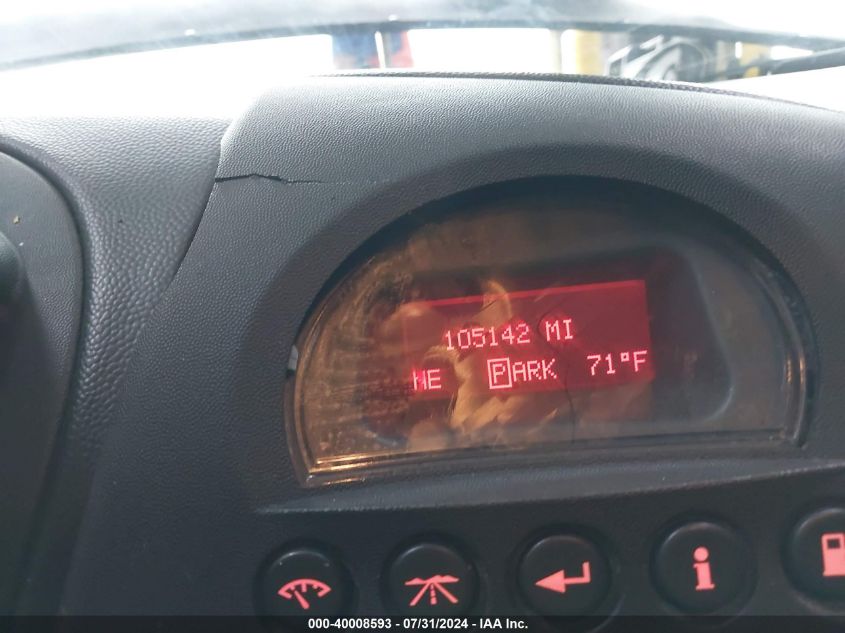 105142 MI
NE PARK 71°F
i
000-40008593 - 07/31/2024 - IAA Inc.